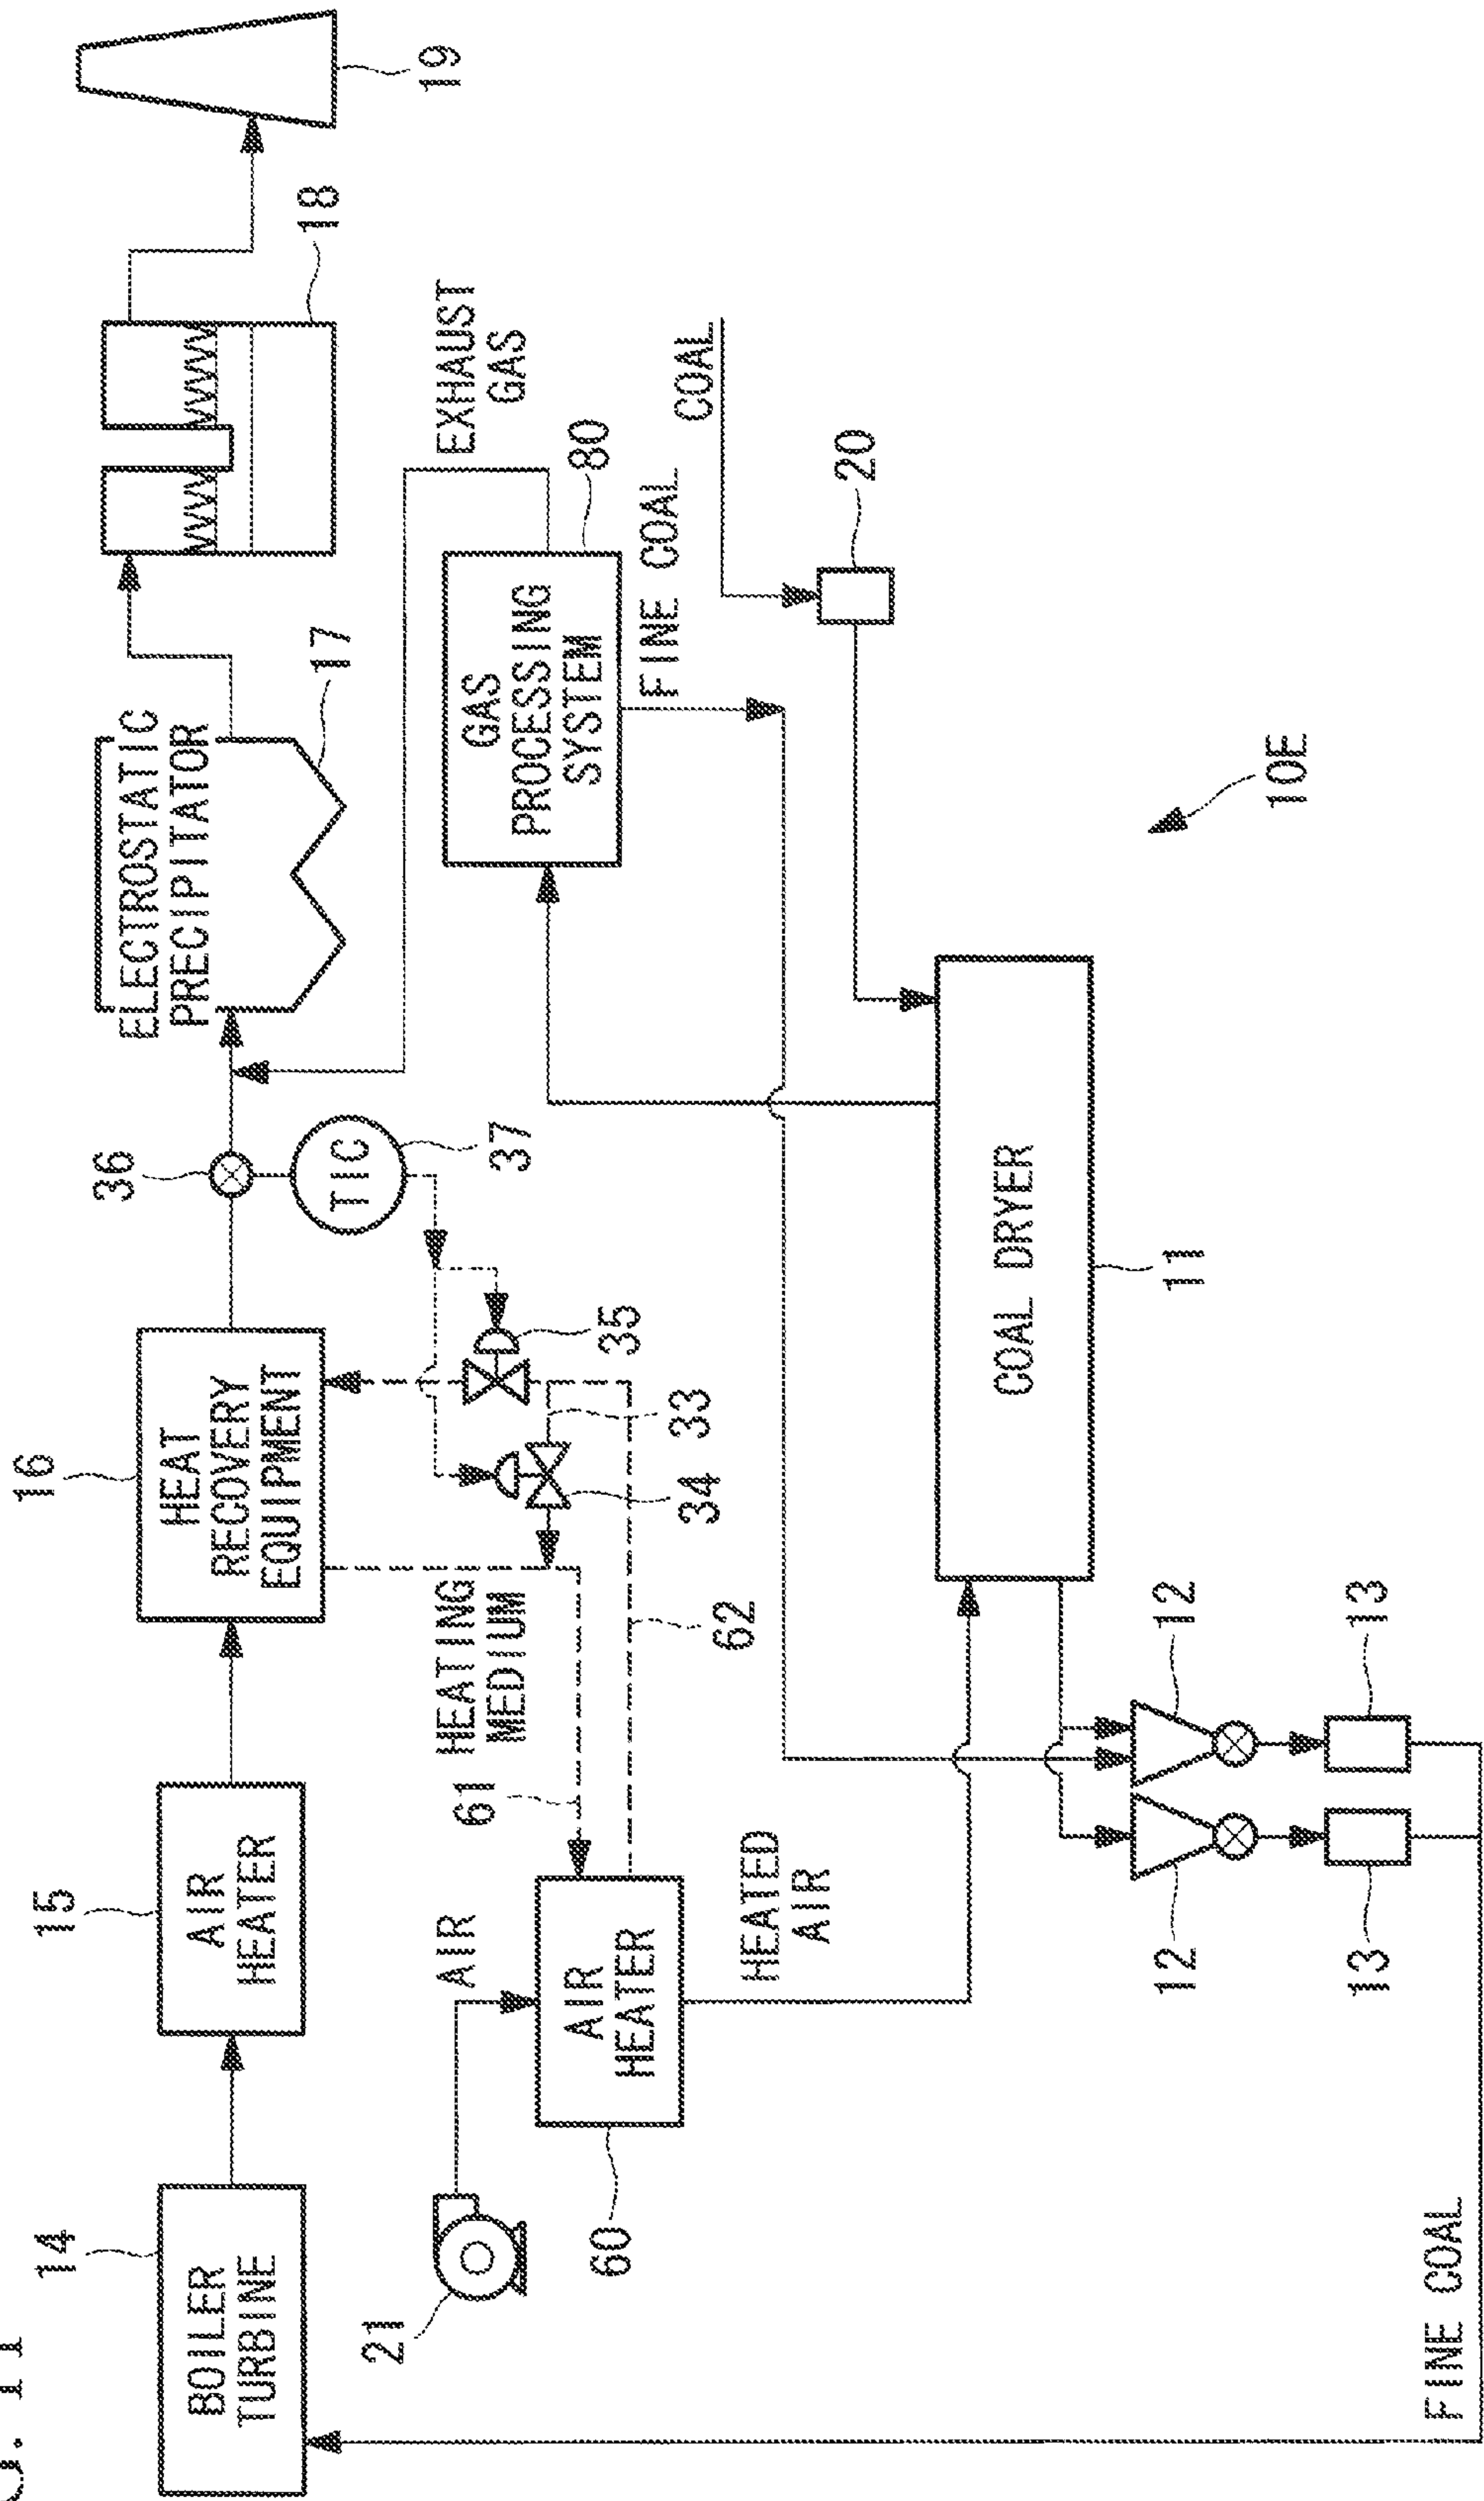 G. 11
14
BOILER
TURBINE
15
AIR
HEATER
16
HEAT
RECOVERY
EQUIPMENT
36
TIC
37
ELECTROSTATIC
PRECIPITATOR
17
18
19
21
AIR
60
AIR
HEATER
61
HEATING
MEDIUM
62
33
34
35
EXHAUST
GAS
GAS
PROCESSING
SYSTEM
80
FINE COAL
COAL
20
HEATED
AIR
COAL DRYER
11
12
12
13
13
10E
FINE COAL